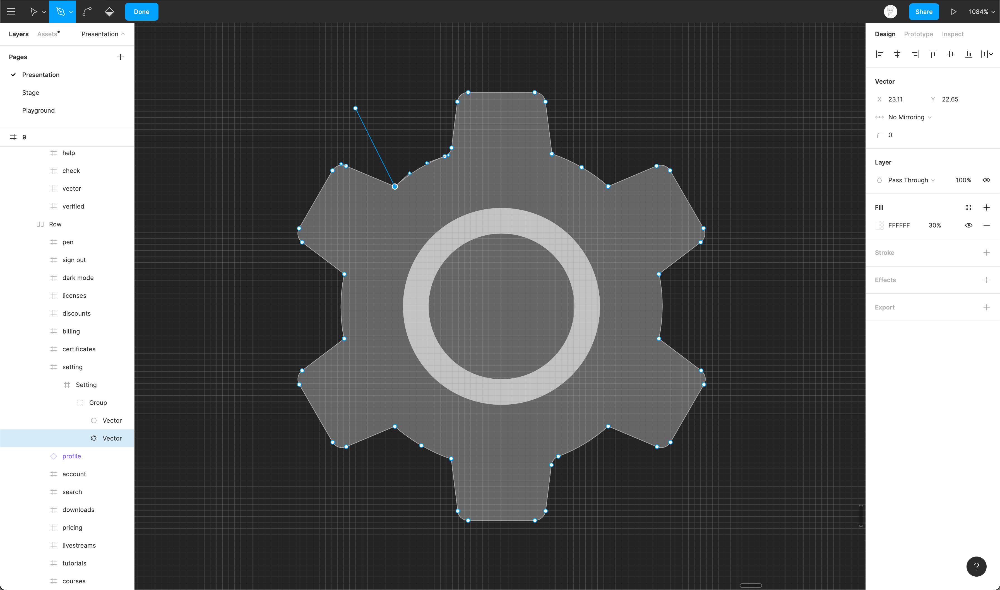 Done
Share
1084%
Layers Assets Presentation
Pages
Presentation
Stage
Playground
9
help
check
vector
verified
Row
pen
sign out
dark mode
licenses
discounts
billing
certificates
setting
Setting
Group
Vector
Vector
profile
account
search
downloads
pricing
livestreams
tutorials
courses
Design Prototype Inspect
Vector
X 23.11 Y 22.65
No Mirroring
0
Layer
Pass Through 100%
Fill
FFFFFF 30%
Stroke
Effects
Export
?